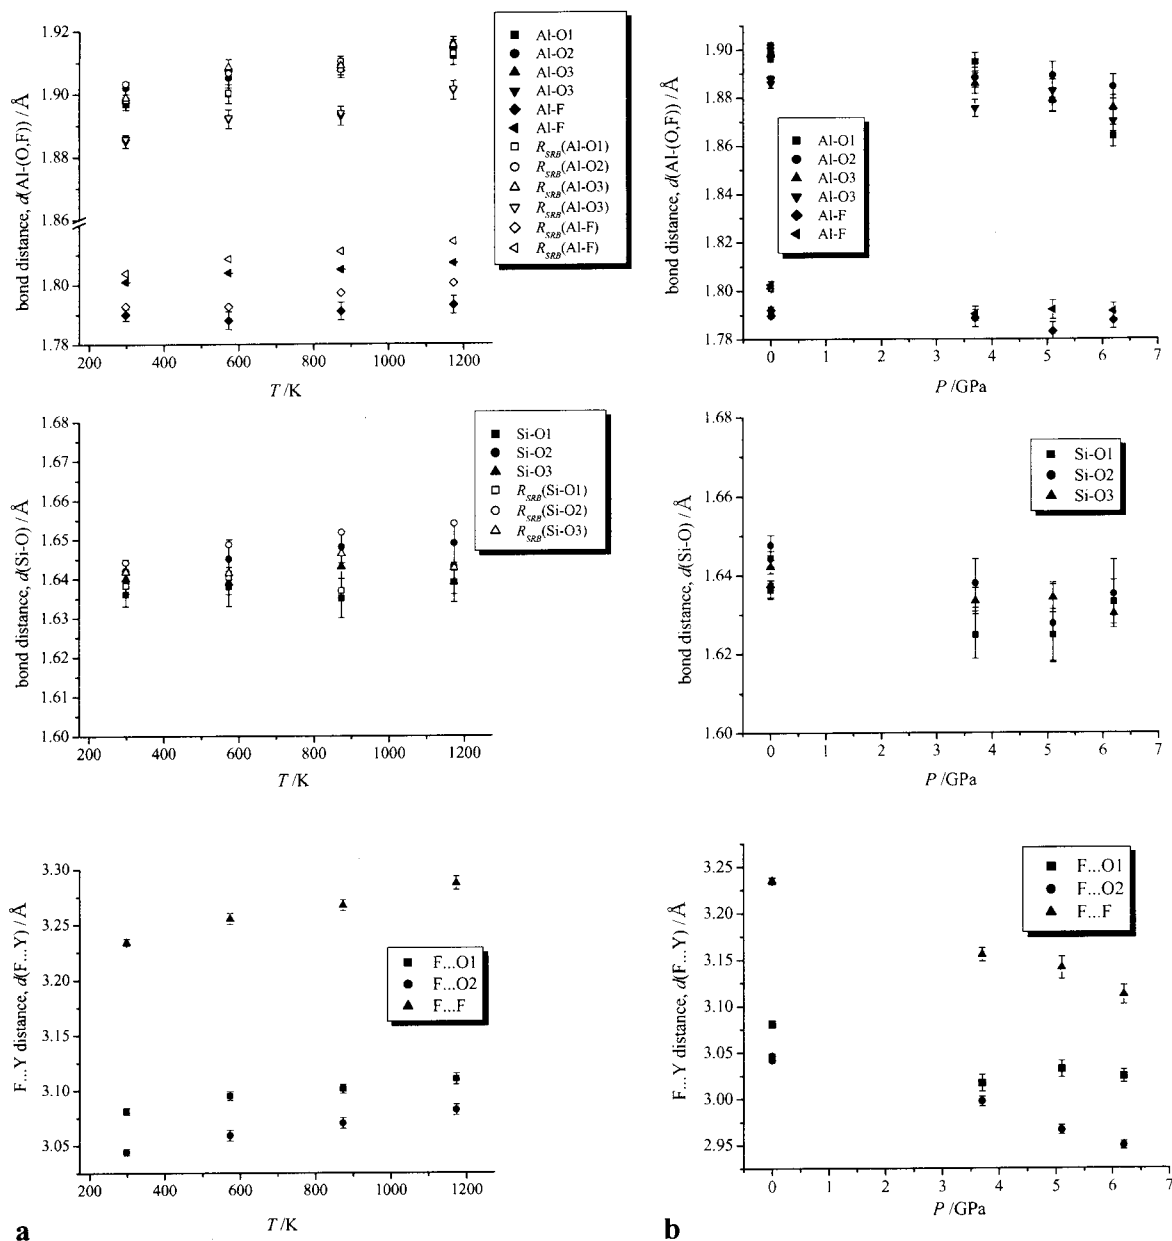 1.92
1.90
1.88
1.86
1.80
1.78
bond distance, d(Al-(O,F)) / Å
200 400 600 800 1000 1200
T /K
Al-O1
Al-O2
Al-O3
Al-O3
Al-F
Al-F
R_SRB(Al-O1)
R_SRB(Al-O2)
R_SRB(Al-O3)
R_SRB(Al-O3)
R_SRB(Al-F)
R_SRB(Al-F)
1.90
1.88
1.86
1.84
1.82
1.80
1.78
bond distance, d(Al-(O,F)) / Å
0 1 2 3 4 5 6 7
P /GPa
Al-O1
Al-O2
Al-O3
Al-O3
Al-F
Al-F
1.68
1.67
1.66
1.65
1.64
1.63
1.62
1.61
1.60
bond distance, d(Si-O) / Å
200 400 600 800 1000 1200
T /K
Si-O1
Si-O2
Si-O3
R_SRB(Si-O1)
R_SRB(Si-O2)
R_SRB(Si-O3)
1.68
1.66
1.64
1.62
1.60
bond distance, d(Si-O) / Å
0 1 2 3 4 5 6 7
P /GPa
Si-O1
Si-O2
Si-O3
3.30
3.25
3.20
3.15
3.10
3.05
F...Y distance, d(F...Y) / Å
200 400 600 800 1000 1200
T /K
F...O1
F...O2
F...F
a
3.25
3.20
3.15
3.10
3.05
3.00
2.95
F...Y distance, d(F...Y) / Å
0 1 2 3 4 5 6 7
P /GPa
F...O1
F...O2
F...F
b